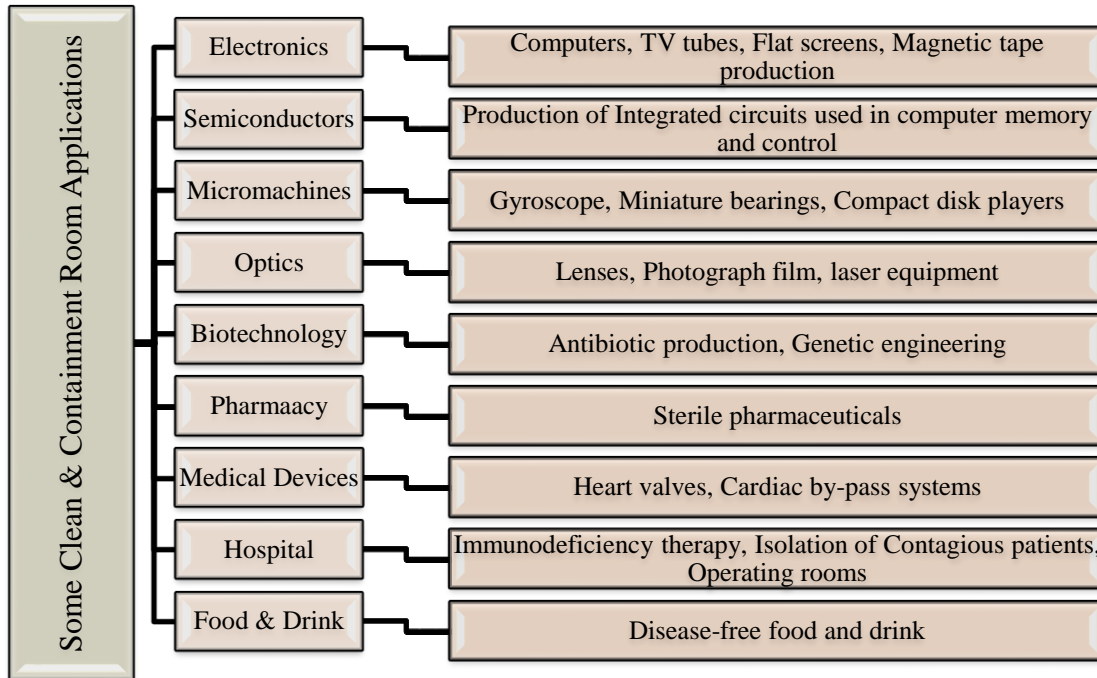 Some Clean & Containment Room Applications
Electronics
Computers, TV tubes, Flat screens, Magnetic tape
production
Semiconductors
Production of Integrated circuits used in computer memory
and control
Micromachines
Gyroscope, Miniature bearings, Compact disk players
Optics
Lenses, Photograph film, laser equipment
Biotechnology
Antibiotic production, Genetic engineering
Pharmaacy
Sterile pharmaceuticals
Medical Devices
Heart valves, Cardiac by-pass systems
Hospital
Immunodeficiency therapy, Isolation of Contagious patients,
Operating rooms
Food & Drink
Disease-free food and drink